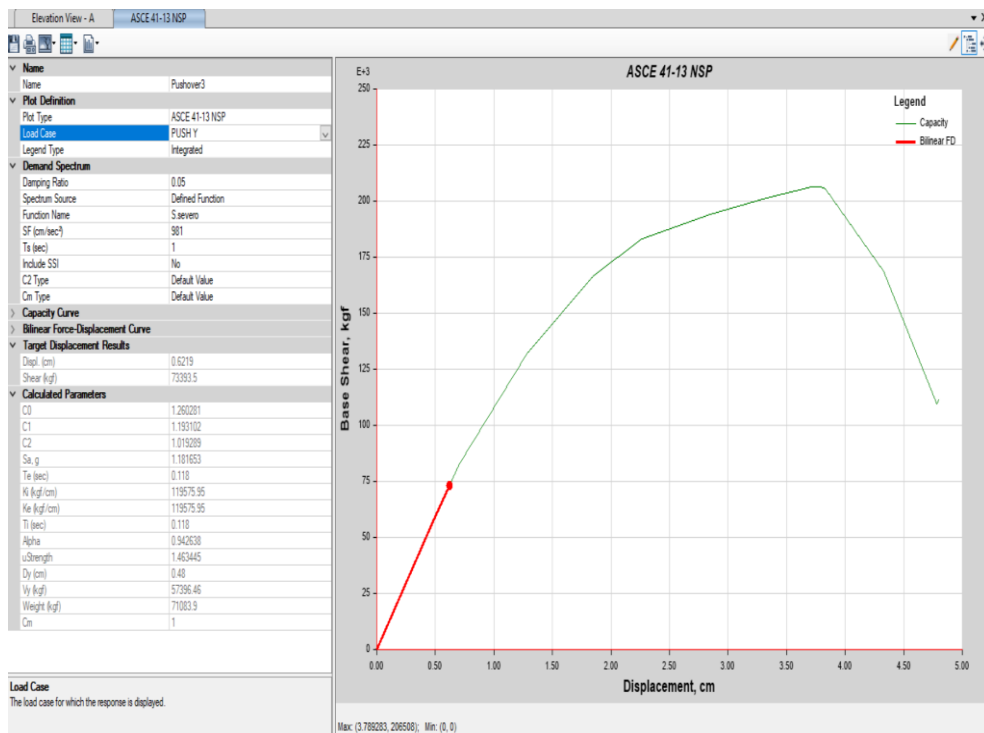 Elevation View - A
ASCE 41-13 NSP
Name
Name Pushover3
Plot Definition
Plot Type ASCE 41-13 NSP
Load Case PUSH Y
Legend Type Integrated
Demand Spectrum
Damping Ratio 0.05
Spectrum Source Defined Function
Function Name S.severo
SF (cm/sec²) 981
Ts (sec) 1
Include SSI No
C2 Type Default Value
Cm Type Default Value
Capacity Curve
Bilinear Force-Displacement Curve
Target Displacement Results
Displ. (cm) 0.6219
Shear (kgf) 73393.5
Calculated Parameters
C0 1.260281
C1 1.193102
C2 1.019289
Sa, g 1.181653
Te (sec) 0.118
Ki (kgf/cm) 119575.95
Ke (kgf/cm) 119575.95
Ti (sec) 0.118
Alpha 0.942638
uStrength 1.463445
Dy (cm) 0.48
Vy (kgf) 57396.46
Weight (kgf) 71083.9
Cm 1
Load Case
The load case for which the response is displayed.
ASCE 41-13 NSP
E+3
250
225
200
175
150
125
100
75
50
25
0
Base Shear, kgf
Legend
Capacity
Bilinear FD
0.00 0.50 1.00 1.50 2.00 2.50 3.00 3.50 4.00 4.50 5.00
Displacement, cm
Max: (3.789283, 206508); Min: (0, 0)